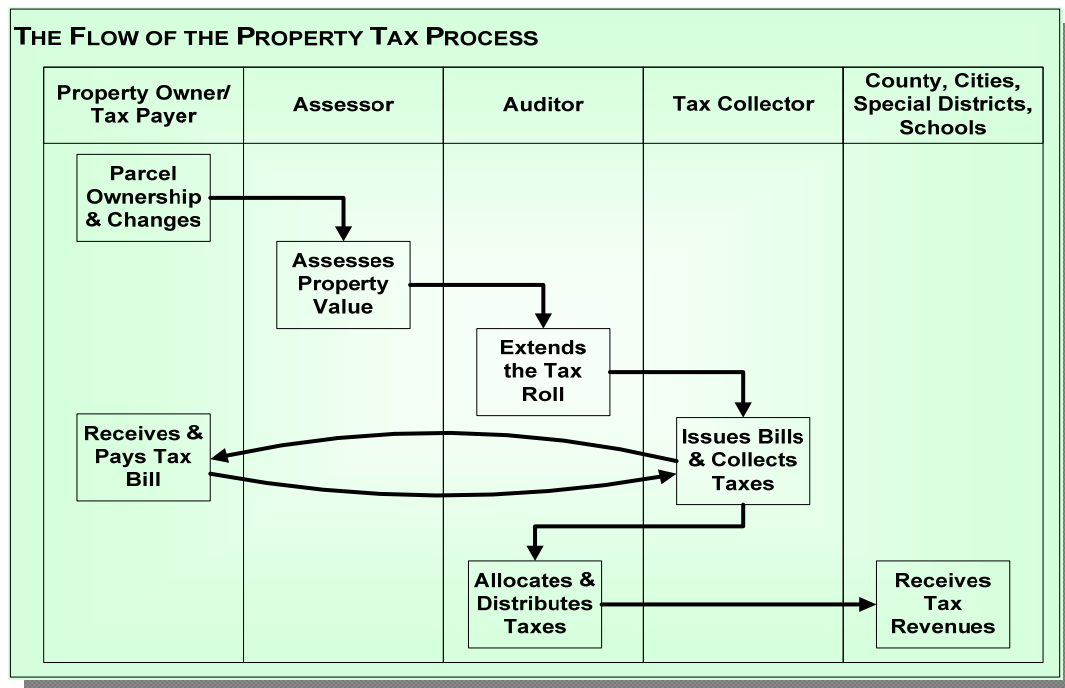 THE FLOW OF THE PROPERTY TAX PROCESS
Property Owner/
Tax Payer
Assessor
Auditor
Tax Collector
County, Cities,
Special Districts,
Schools
Parcel
Ownership
& Changes
Assesses
Property
Value
Extends
the Tax
Roll
Receives &
Pays Tax
Bill
Issues Bills
& Collects
Taxes
Allocates &
Distributes
Taxes
Receives
Tax
Revenues